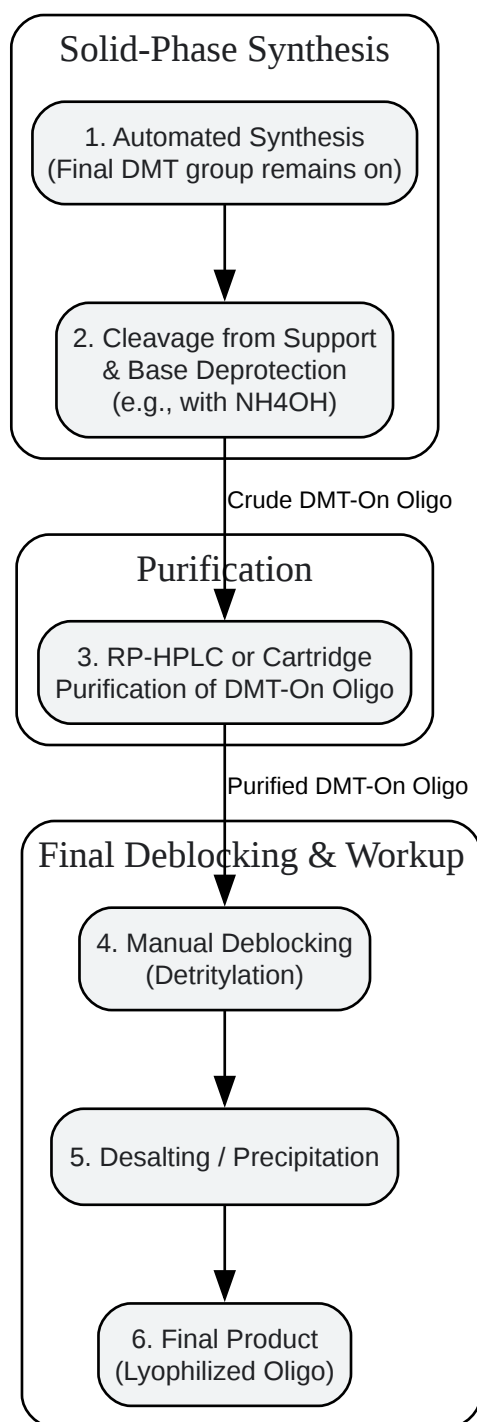 Solid-Phase Synthesis
1. Automated Synthesis
(Final DMT group remains on)
2. Cleavage from Support
& Base Deprotection
(e.g., with NH4OH)
Crude DMT-On Oligo
Purification
3. RP-HPLC or Cartridge
Purification of DMT-On Oligo
Purified DMT-On Oligo
Final Deblocking & Workup
4. Manual Deblocking
(Detritylation)
5. Desalting / Precipitation
6. Final Product
(Lyophilized Oligo)